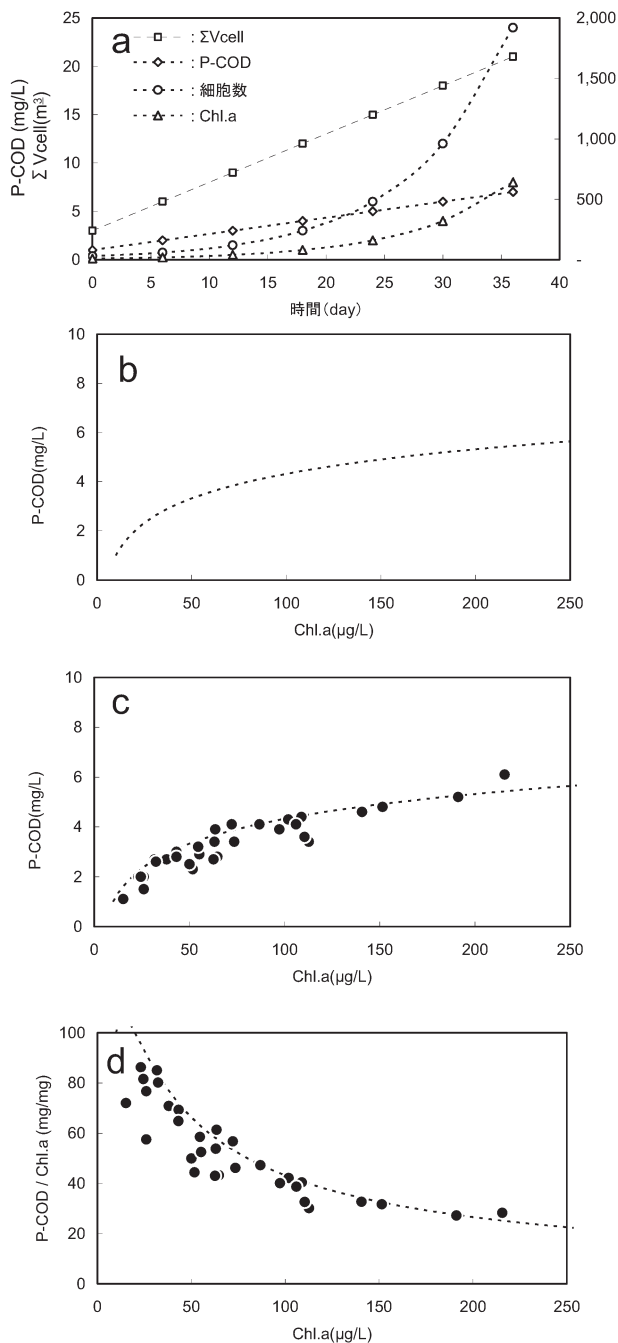 a
: ΣVcell
: P-COD
: 細胞数
: Chl.a
P-COD (mg/L)
Σ Vcell(m³)
25
20
15
10
5
0
2,000
1,500
1,000
500
-
0 5 10 15 20 25 30 35 40
時間(day)
b
P-COD(mg/L)
10
8
6
4
2
0
0 50 100 150 200 250
Chl.a(µg/L)
c
P-COD(mg/L)
10
8
6
4
2
0
0 50 100 150 200 250
Chl.a(µg/L)
d
P-COD / Chl.a (mg/mg)
100
80
60
40
20
0
0 50 100 150 200 250
Chl.a(µg/L)